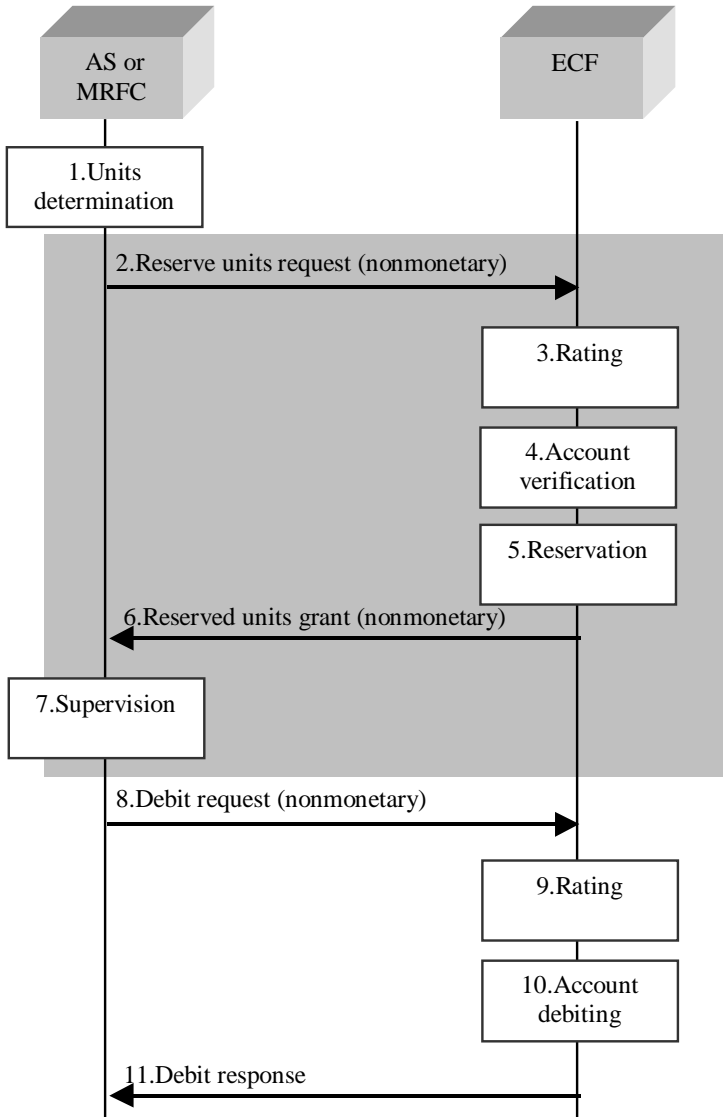 AS or
MRFC
ECF
1.Units
determination
2.Reserve units request (nonmonetary)
3.Rating
4.Account
verification
5.Reservation
6.Reserved units grant (nonmonetary)
7.Supervision
8.Debit request (nonmonetary)
9.Rating
10.Account
debiting
11.Debit response